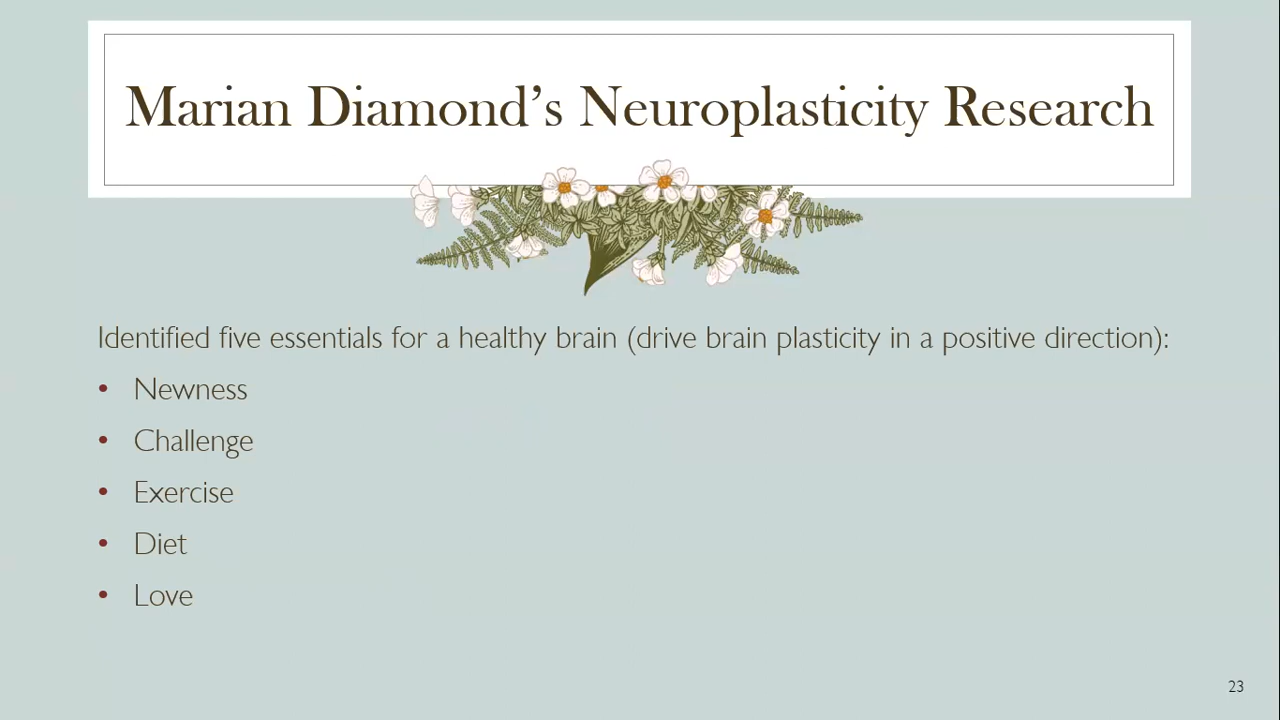 Marian Diamond’s Neuroplasticity Research
Identified five essentials for a healthy brain (drive brain plasticity in a positive direction):
• Newness
• Challenge
• Exercise
• Diet
• Love
23